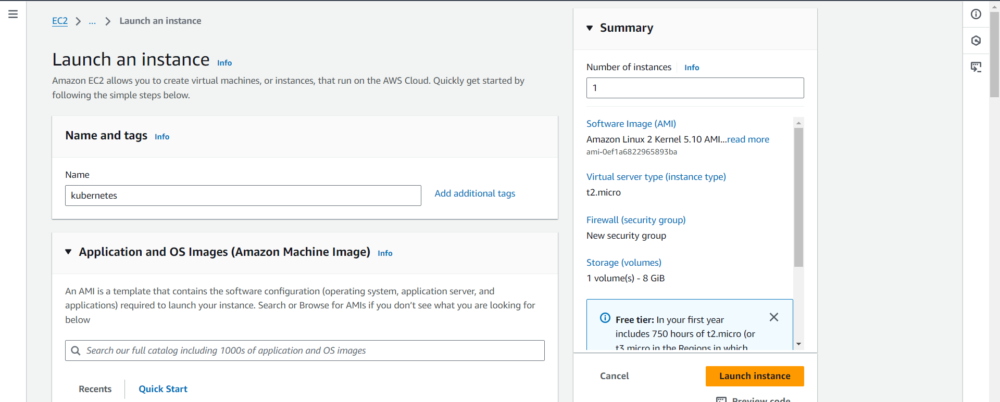 EC2 > ... > Launch an instance
Launch an instance Info
Amazon EC2 allows you to create virtual machines, or instances, that run on the AWS Cloud. Quickly get started by
following the simple steps below.
Name and tags Info
Name
kubernetes
Add additional tags
Application and OS Images (Amazon Machine Image) Info
An AMI is a template that contains the software configuration (operating system, application server, and
applications) required to launch your instance. Search or Browse for AMIs if you don’t see what you are looking for
below
Search our full catalog including 1000s of application and OS images
Recents
Quick Start
Summary
Number of instances Info
1
Software Image (AMI)
Amazon Linux 2 Kernel 5.10 AMI...read more
ami-0ef1a6822965893ba
Virtual server type (instance type)
t2.micro
Firewall (security group)
New security group
Storage (volumes)
1 volume(s) - 8 GiB
Free tier: In your first year
includes 750 hours of t2.micro (or
t3.micro in the Regions in which
Cancel
Launch instance
Preview code